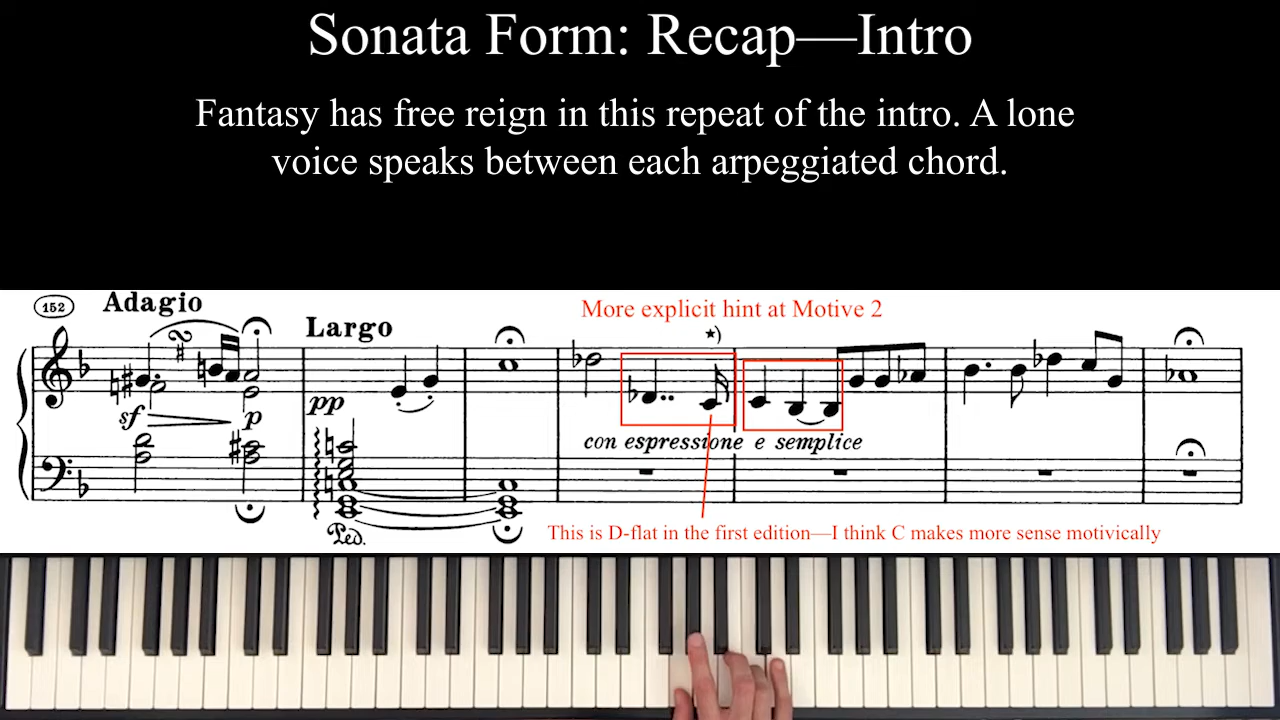 Sonata Form: Recap—Intro
Fantasy has free reign in this repeat of the intro. A lone
voice speaks between each arpeggiated chord.
152
Adagio
Largo
More explicit hint at Motive 2
*)
sf
p
pp
con espressione e semplice
Ped.
This is D-flat in the first edition—I think C makes more sense motivically